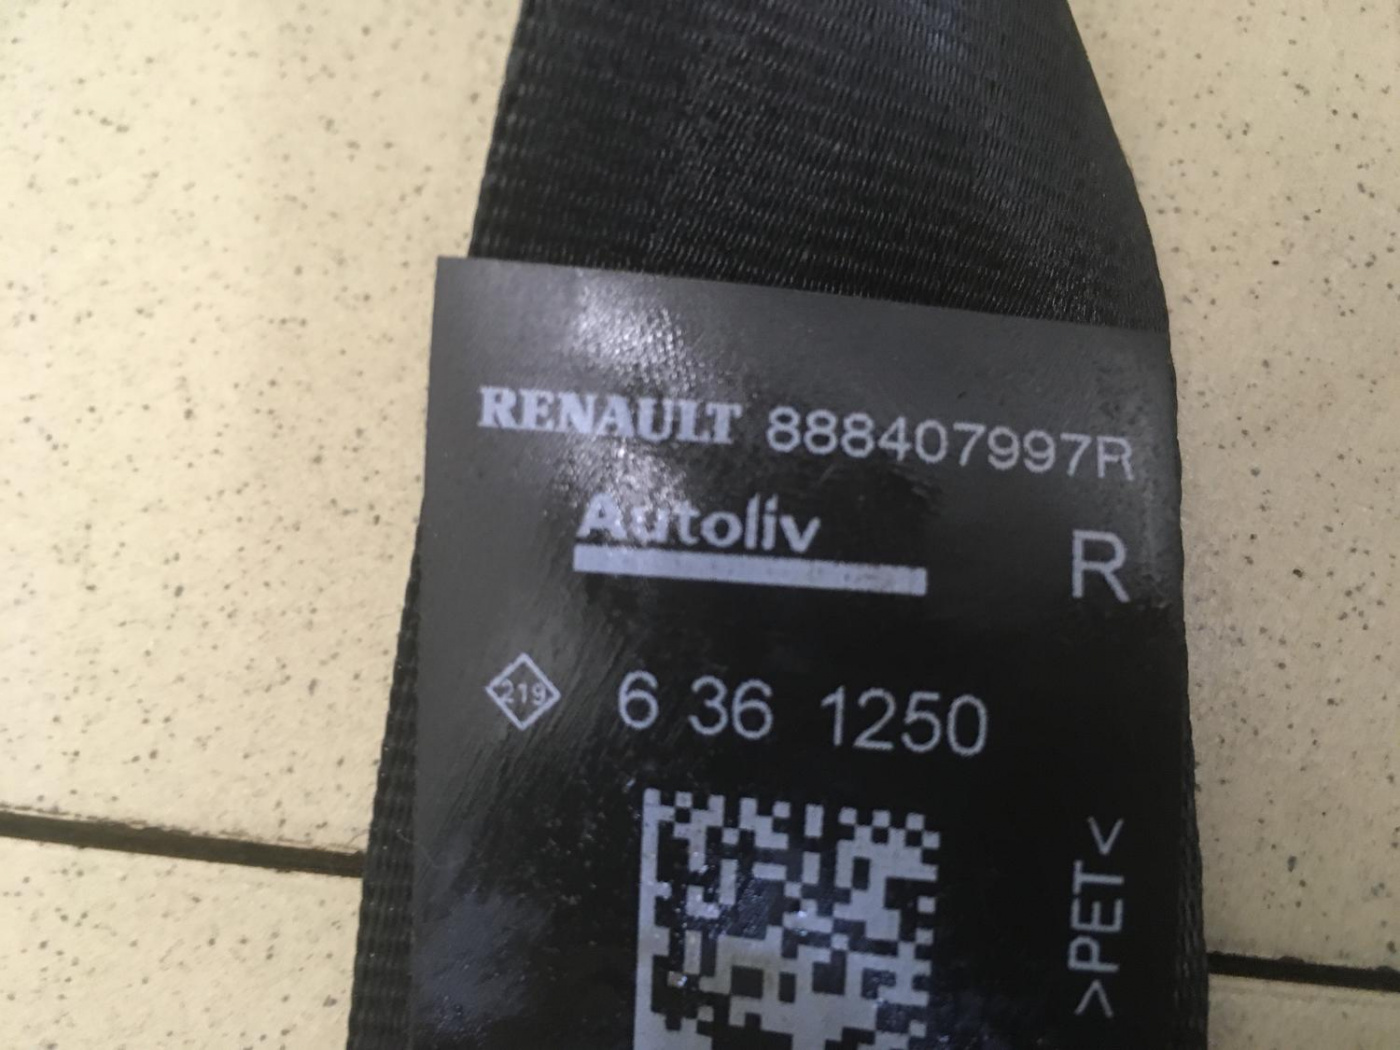 RENAULT 888407997R
Autoliv
R
219 6 36 1250
>PET<